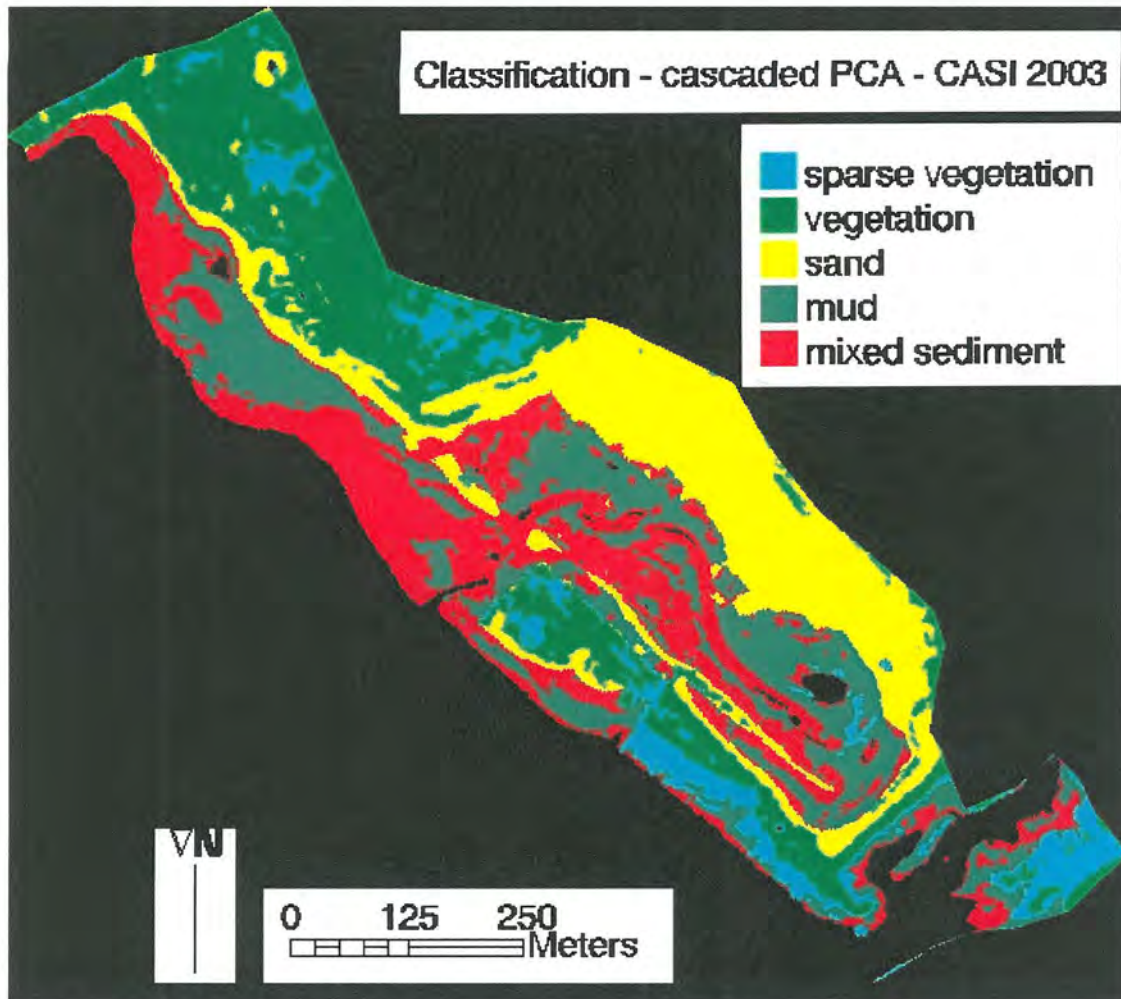 Classification - cascaded PCA - CASI 2003
sparse vegetation
vegetation
sand
mud
mixed sediment
N
0 125 250
Meters